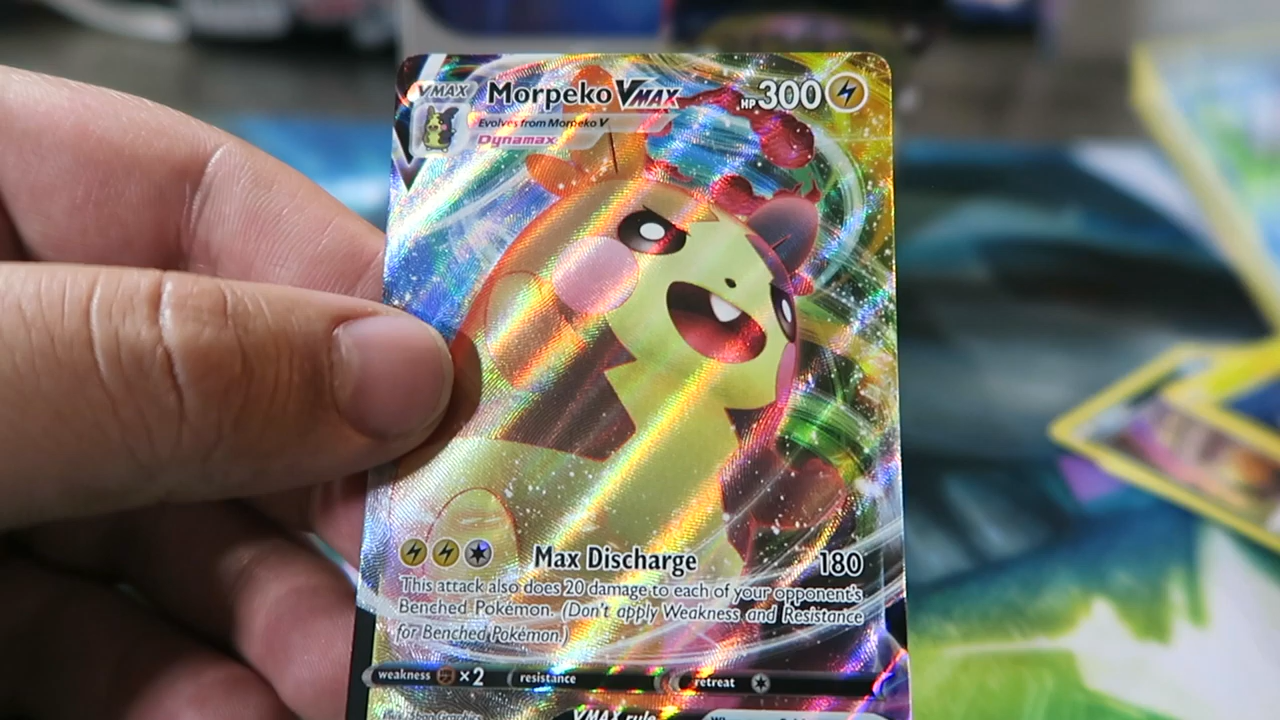 VMAX Morpeko VMAX HP 300
Evolves from Morpeko V
Dynamax
Max Discharge 180
This attack also does 20 damage to each of your opponent's
Benched Pokémon. (Don't apply Weakness and Resistance
for Benched Pokémon.)
weakness ×2 resistance retreat
VMAX rule